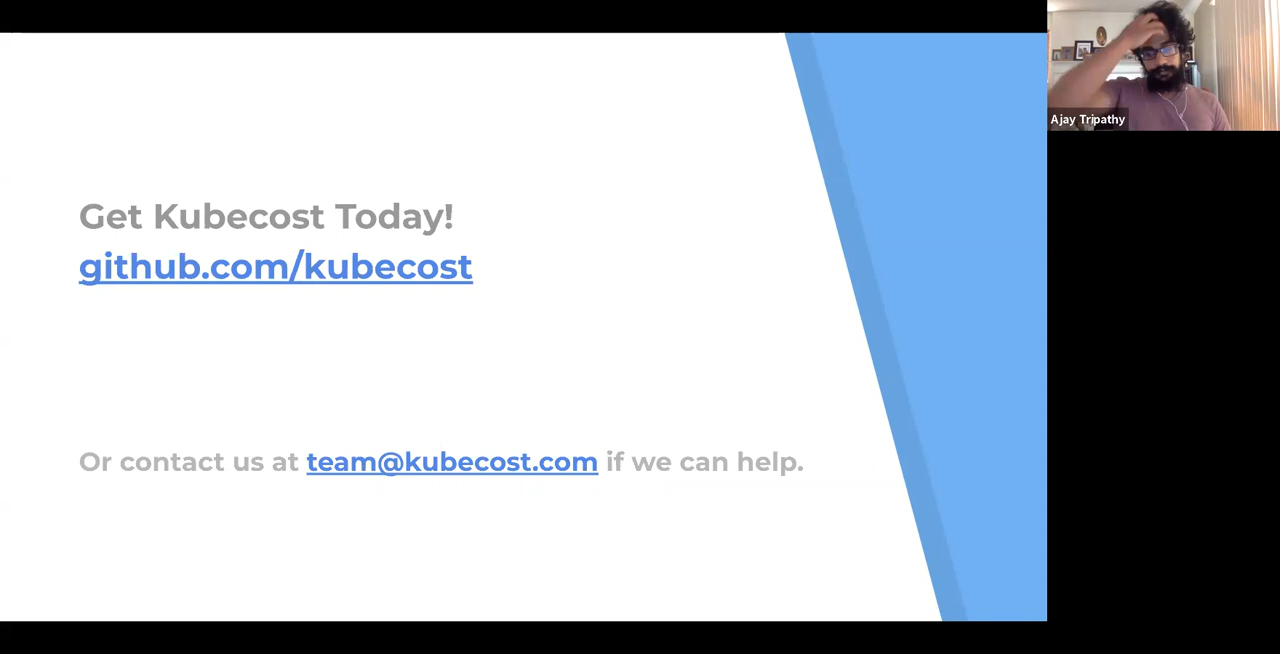 Get Kubecost Today!
github.com/kubecost
Or contact us at team@kubecost.com if we can help.
Ajay Tripathy